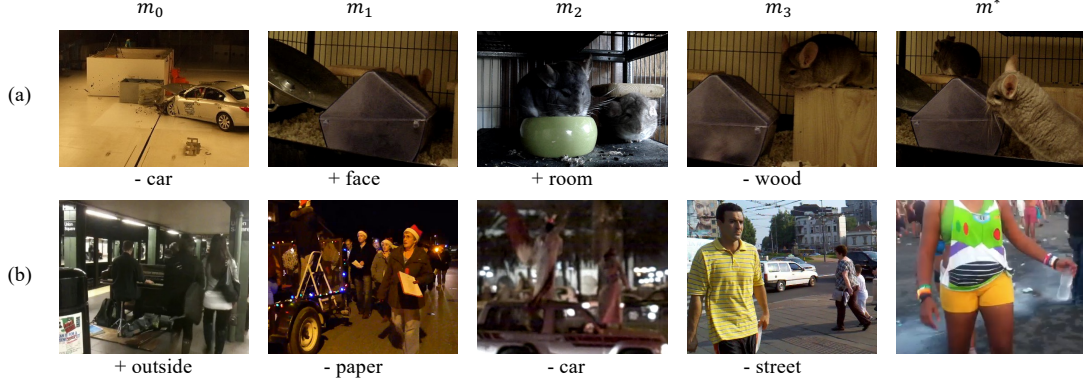 m₀ m₁ m₂ m₃ m*
(a)
- car + face + room - wood
(b)
+ outside - paper - car - street